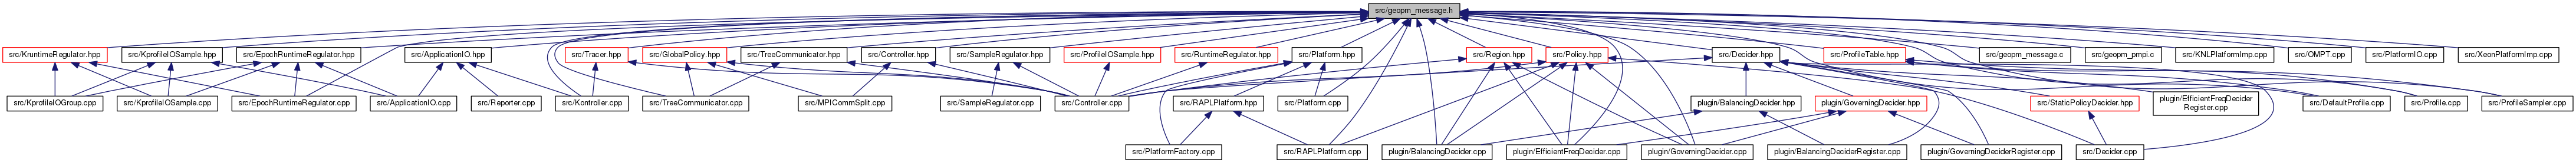 src/geopm_message.h
src/KruntimeRegulator.hpp
src/KprofileIOSample.hpp
src/EpochRuntimeRegulator.hpp
src/ApplicationIO.hpp
src/Tracer.hpp
src/GlobalPolicy.hpp
src/TreeCommunicator.hpp
src/Controller.hpp
src/SampleRegulator.hpp
src/ProfileIOSample.hpp
src/RuntimeRegulator.hpp
src/Platform.hpp
src/Region.hpp
src/Policy.hpp
src/Decider.hpp
src/ProfileTable.hpp
src/geopm_message.c
src/geopm_pmpi.c
src/KNLPlatformImp.cpp
src/OMPT.cpp
src/PlatformIO.cpp
src/XeonPlatformImp.cpp
src/KprofileIOGroup.cpp
src/KprofileIOSample.cpp
src/EpochRuntimeRegulator.cpp
src/ApplicationIO.cpp
src/Reporter.cpp
src/Kontroller.cpp
src/TreeCommunicator.cpp
src/MPICommSplit.cpp
src/SampleRegulator.cpp
src/Controller.cpp
src/RAPLPlatform.hpp
src/Platform.cpp
plugin/BalancingDecider.hpp
plugin/GoverningDecider.hpp
src/StaticPolicyDecider.hpp
plugin/EfficientFreqDecider
Register.cpp
src/DefaultProfile.cpp
src/Profile.cpp
src/ProfileSampler.cpp
src/PlatformFactory.cpp
src/RAPLPlatform.cpp
plugin/BalancingDecider.cpp
plugin/EfficientFreqDecider.cpp
plugin/GoverningDecider.cpp
plugin/BalancingDeciderRegister.cpp
plugin/GoverningDeciderRegister.cpp
src/Decider.cpp